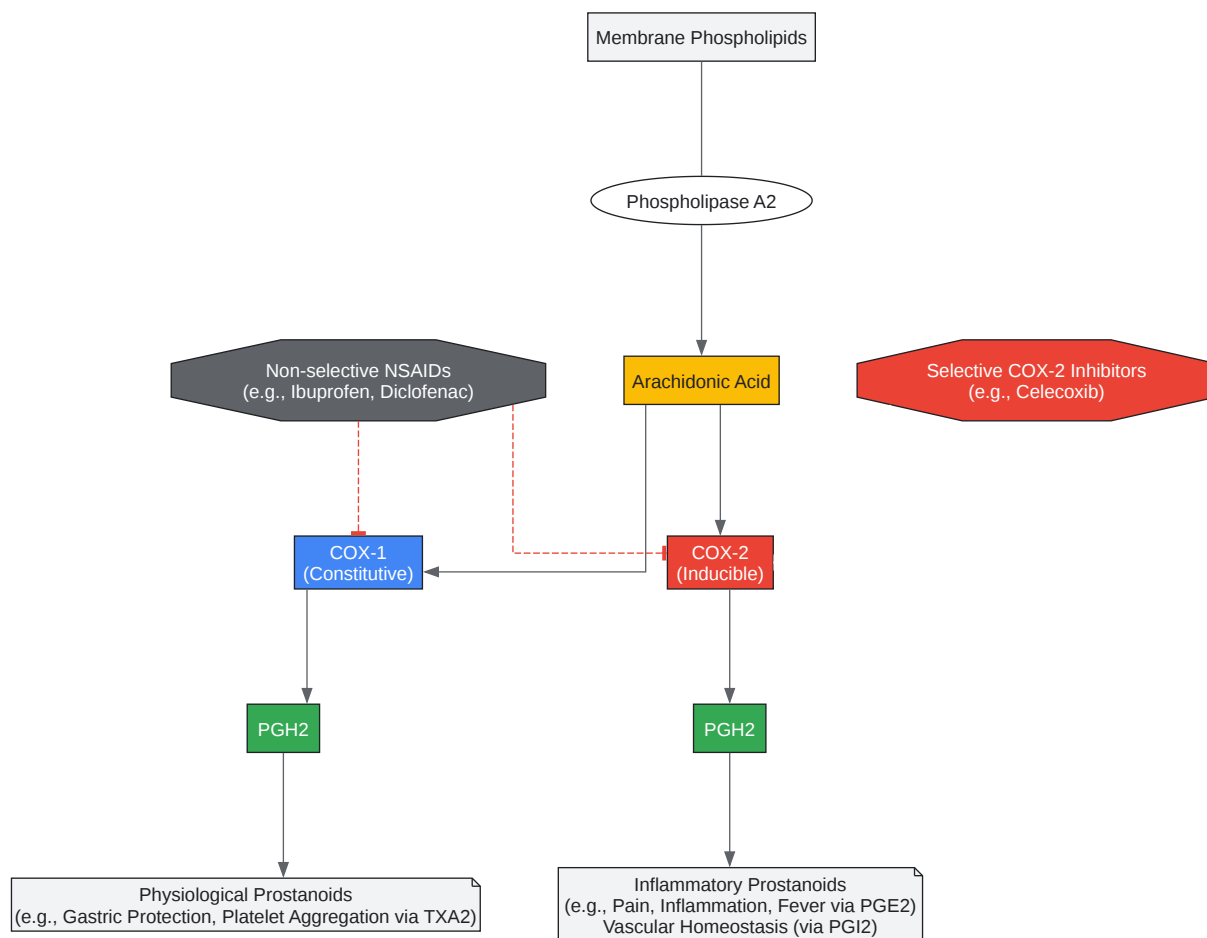 Membrane Phospholipids
Phospholipase A2
Non-selective NSAIDs
(e.g., Ibuprofen, Diclofenac)
Arachidonic Acid
Selective COX-2 Inhibitors
(e.g., Celecoxib)
COX-1
(Constitutive)
COX-2
(Inducible)
PGH2
PGH2
Physiological Prostanoids
(e.g., Gastric Protection, Platelet Aggregation via TXA2)
Inflammatory Prostanoids
(e.g., Pain, Inflammation, Fever via PGE2)
Vascular Homeostasis (via PGI2)